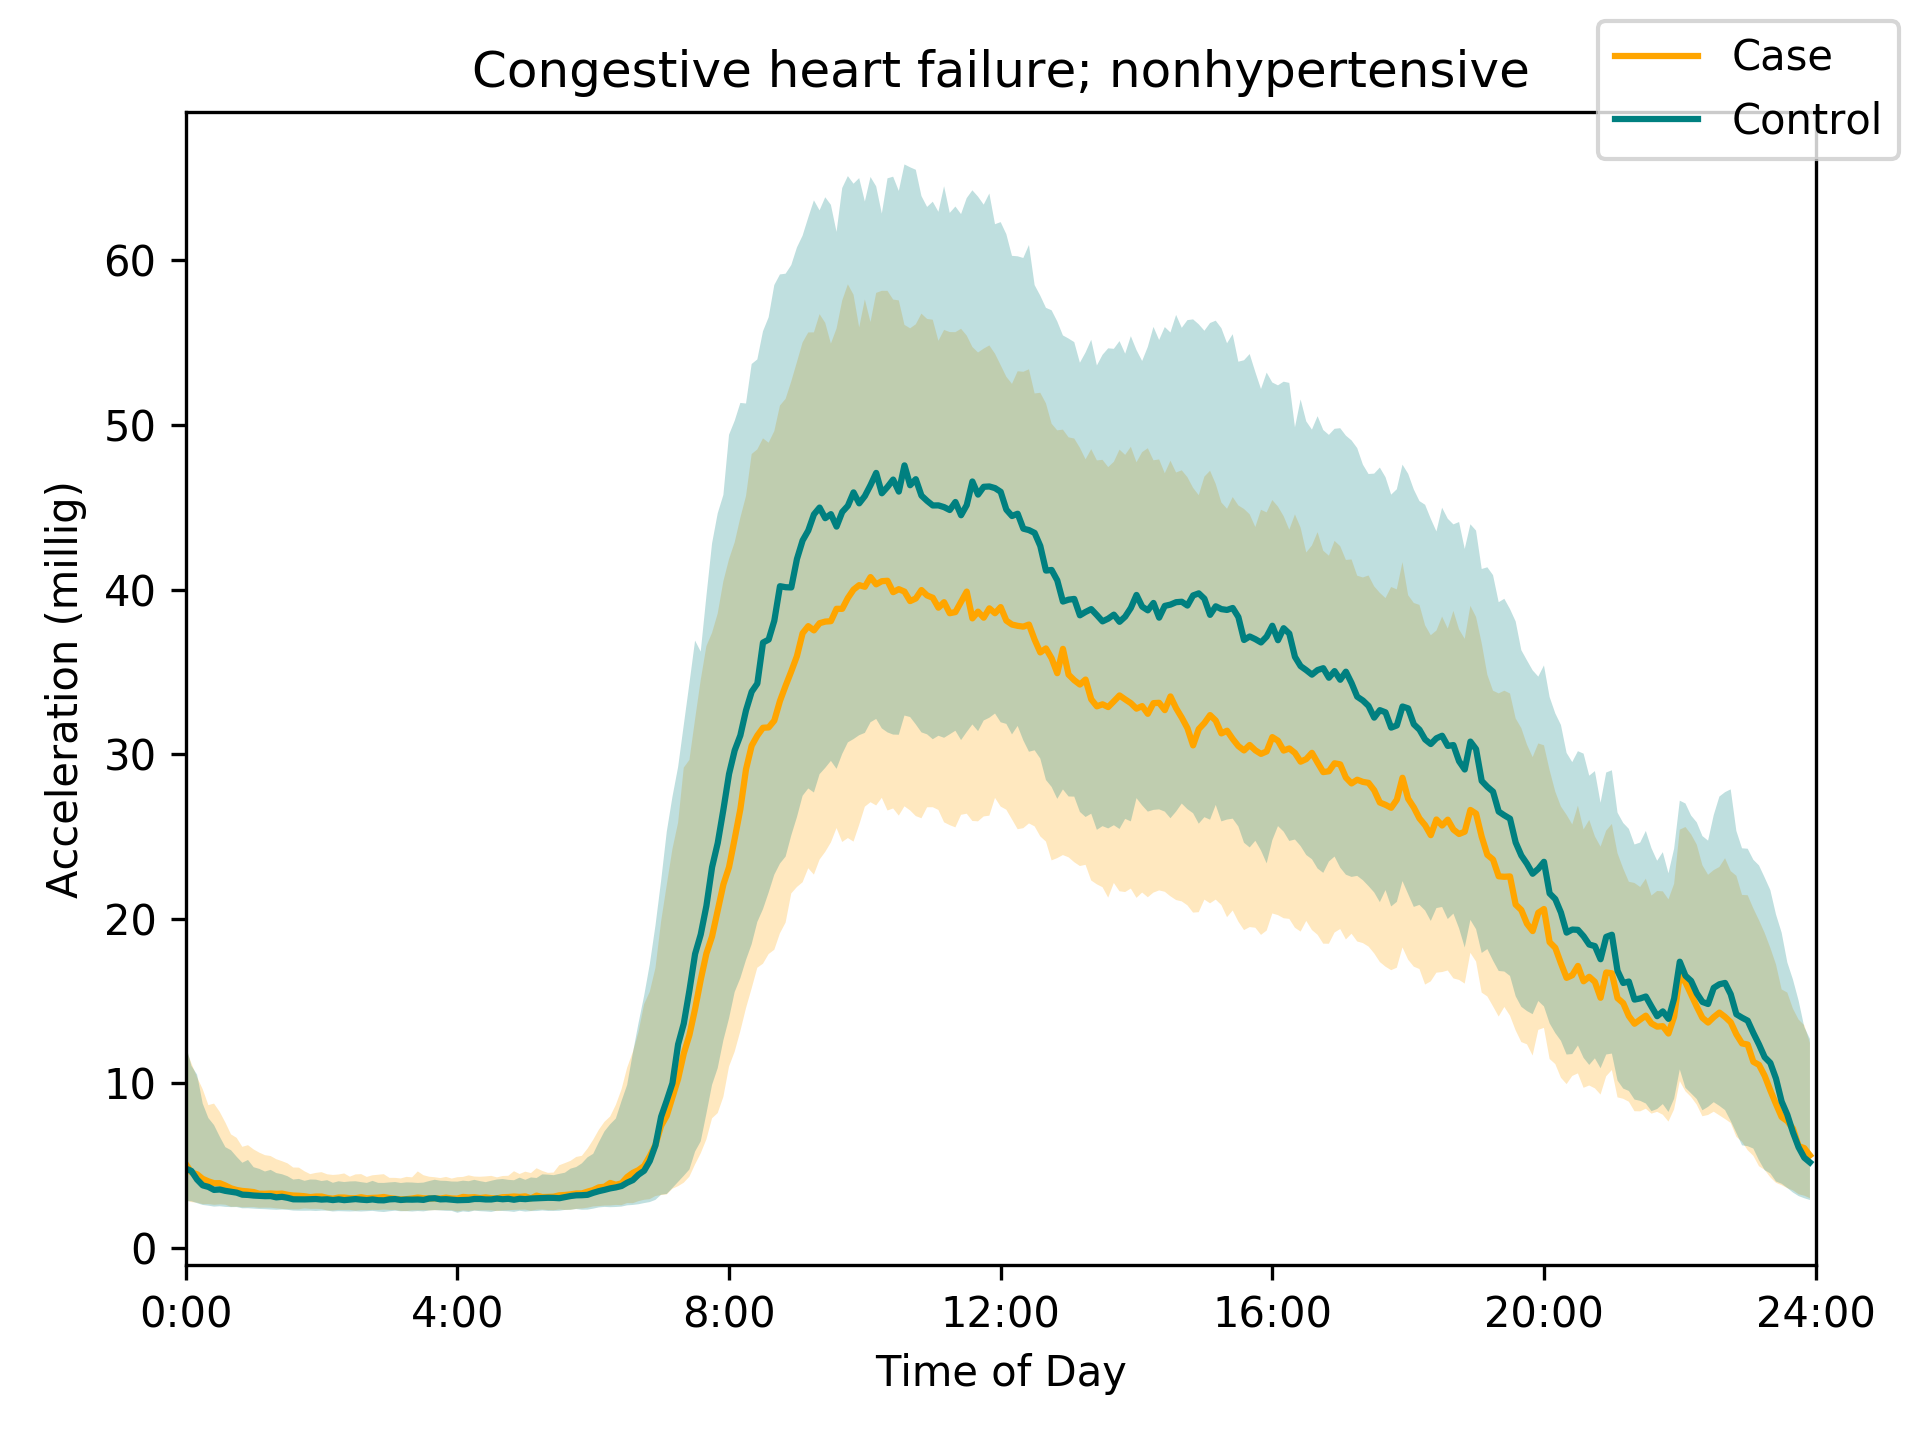 Congestive heart failure; nonhypertensive
Case
Control
Acceleration (millig)
60
50
40
30
20
10
0
0:00 4:00 8:00 12:00 16:00 20:00 24:00
Time of Day